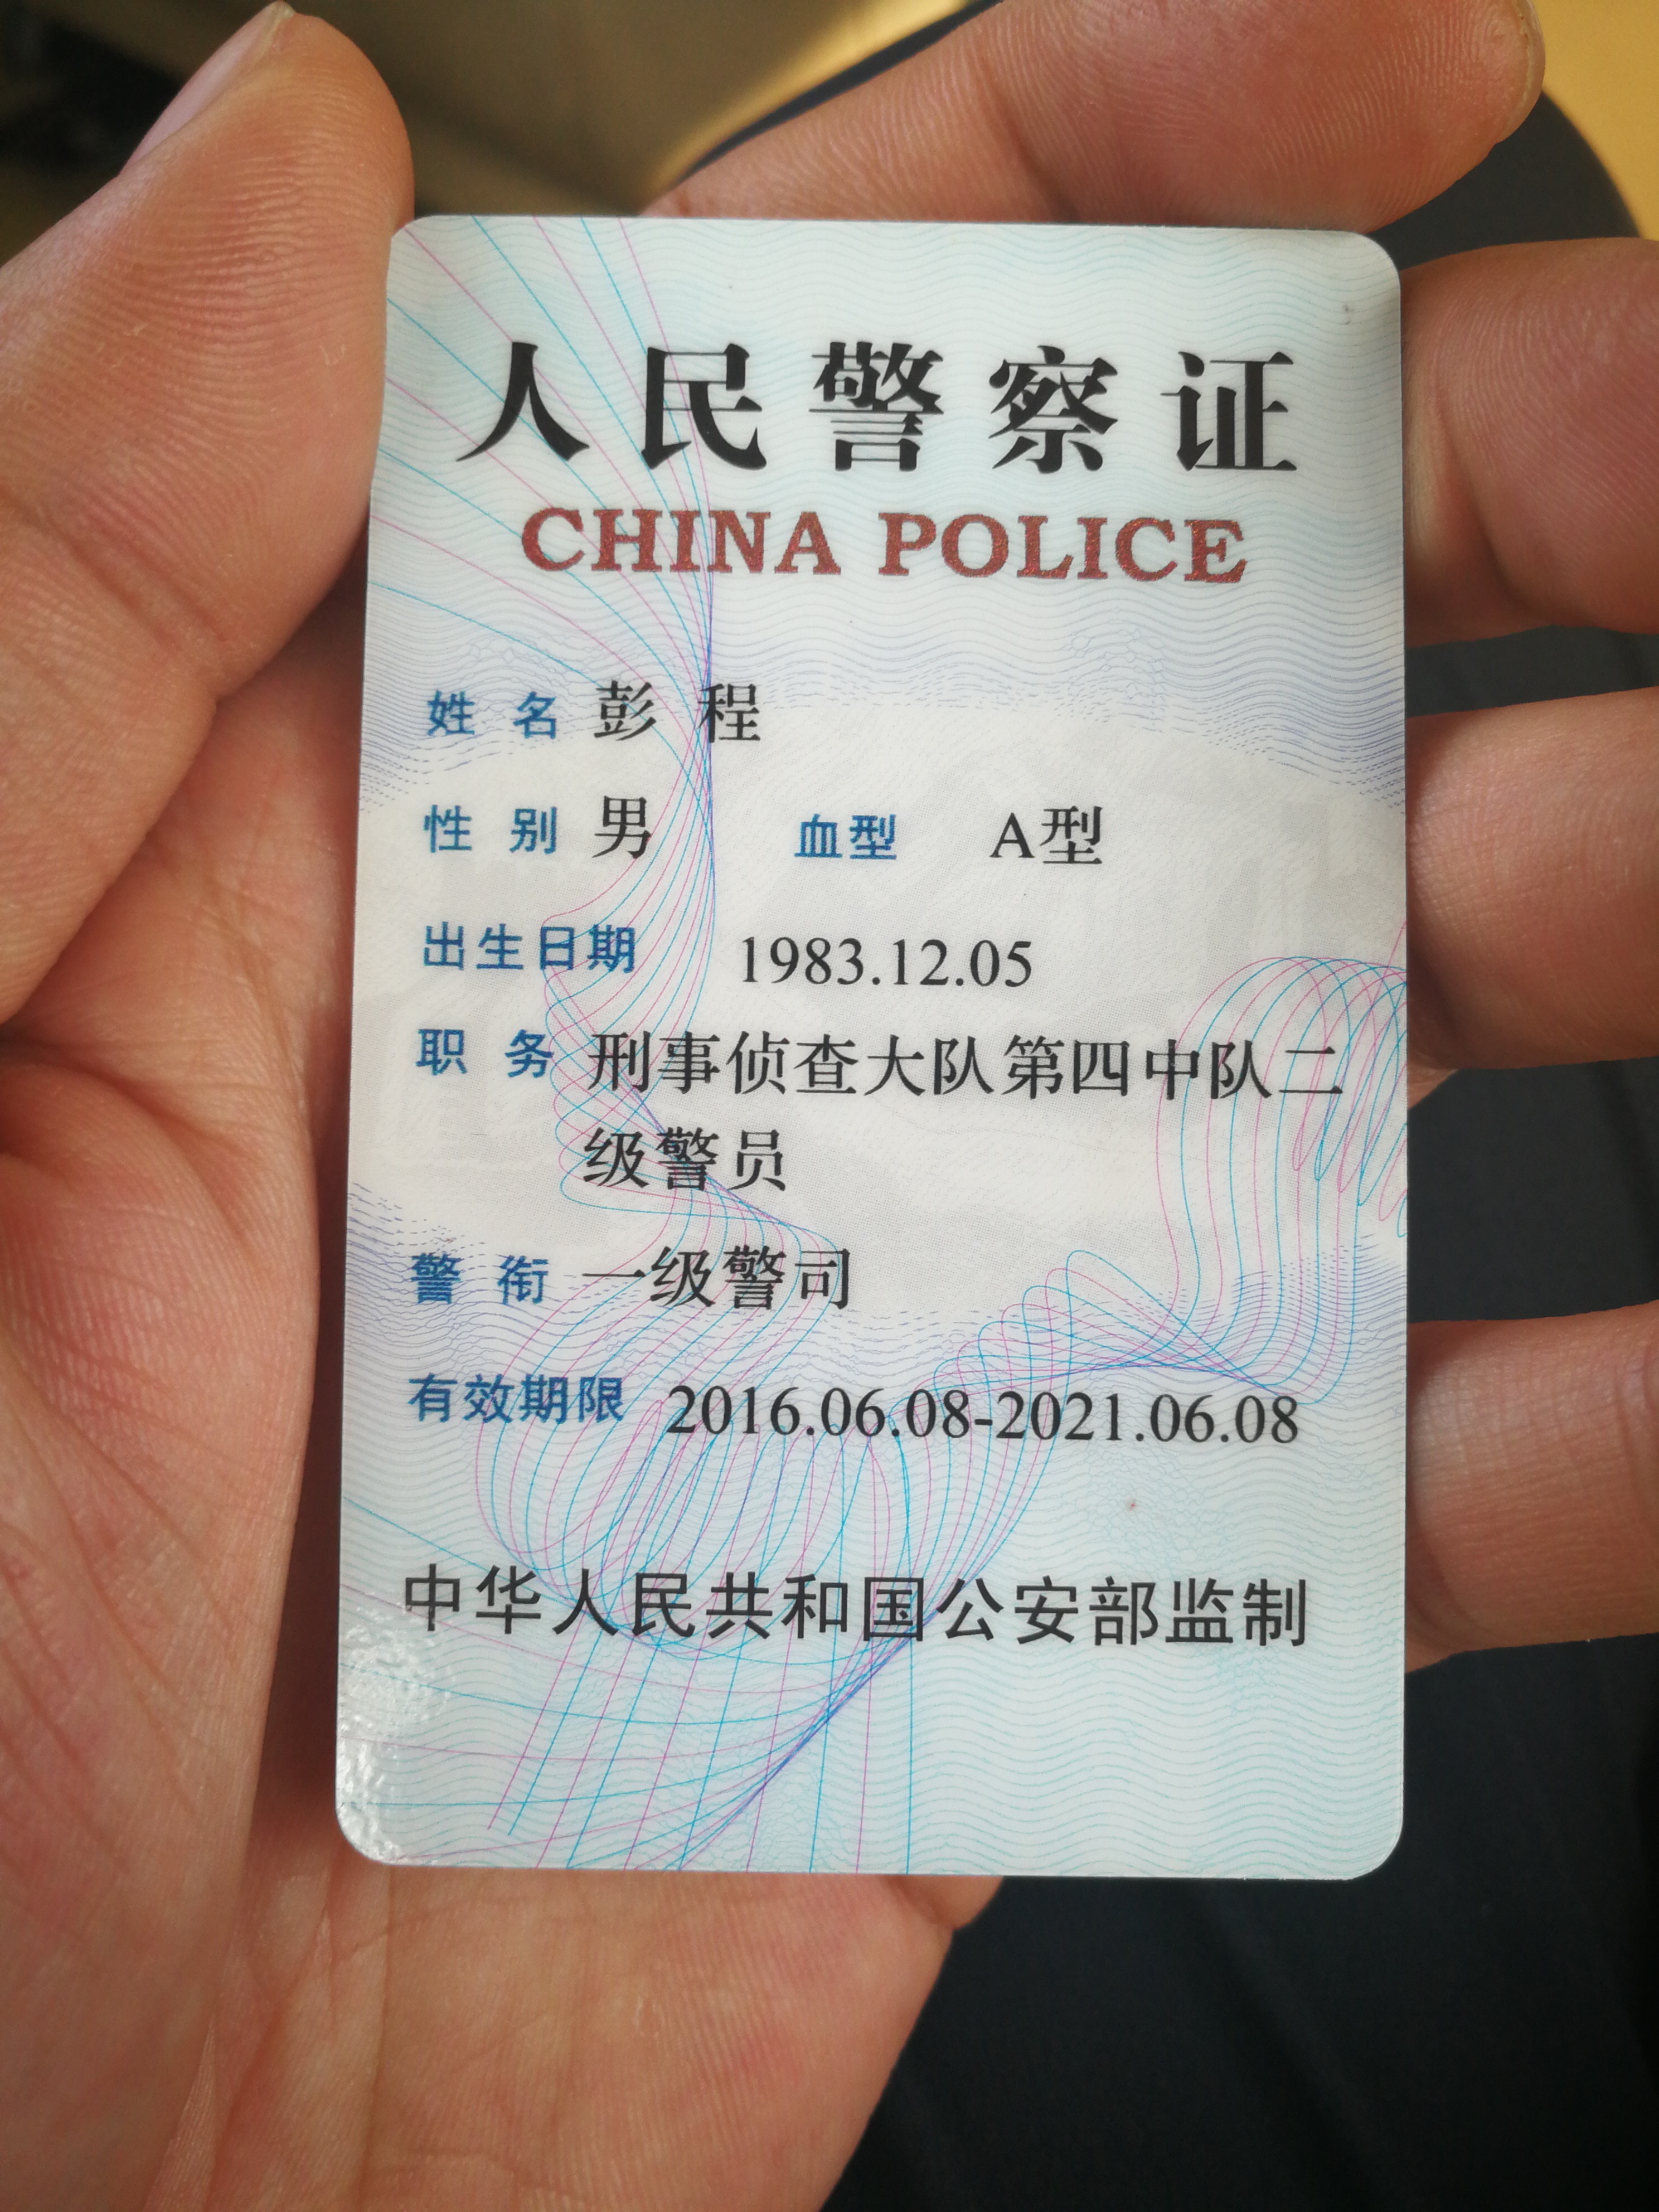 人民警察证
CHINA POLICE
姓名 彭程
性别 男 血型 A型
出生日期 1983.12.05
职务 刑事侦查大队第四中队二
级警员
警衔 一级警司
有效期限 2016.06.08-2021.06.08
中华人民共和国公安部监制